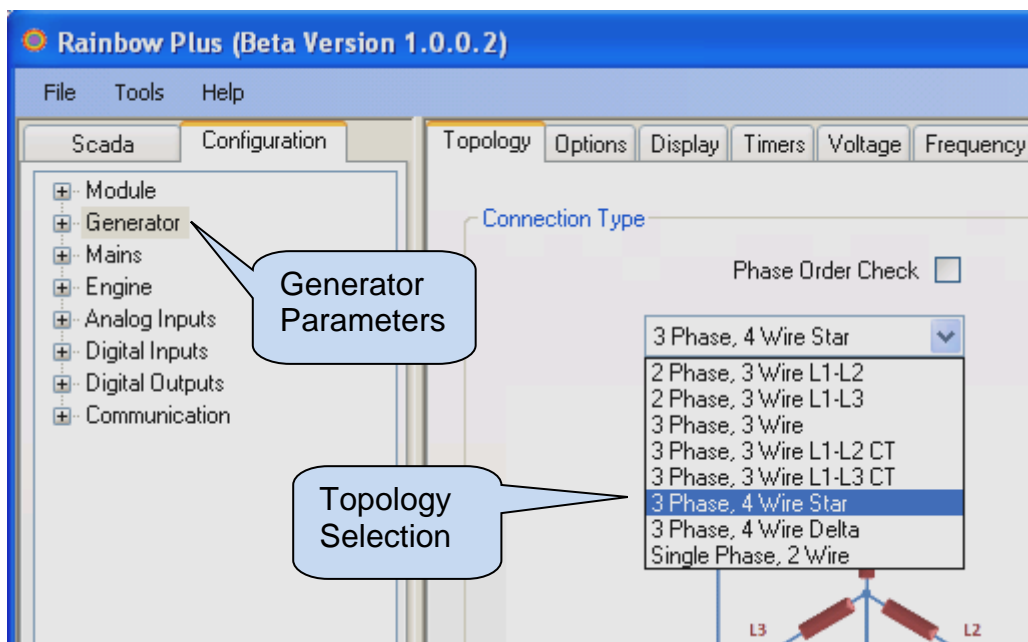 Rainbow Plus (Beta Version 1.0.0.2)
File Tools Help
Scada Configuration
Module
Generator
Mains
Engine
Analog Inputs
Digital Inputs
Digital Outputs
Communication
Generator
Parameters
Topology Options Display Timers Voltage Frequency
Connection Type
Phase Order Check
3 Phase, 4 Wire Star
2 Phase, 3 Wire L1-L2
2 Phase, 3 Wire L1-L3
3 Phase, 3 Wire
3 Phase, 3 Wire L1-L2 CT
3 Phase, 3 Wire L1-L3 CT
3 Phase, 4 Wire Star
3 Phase, 4 Wire Delta
Single Phase, 2 Wire
Topology
Selection
L3 L2